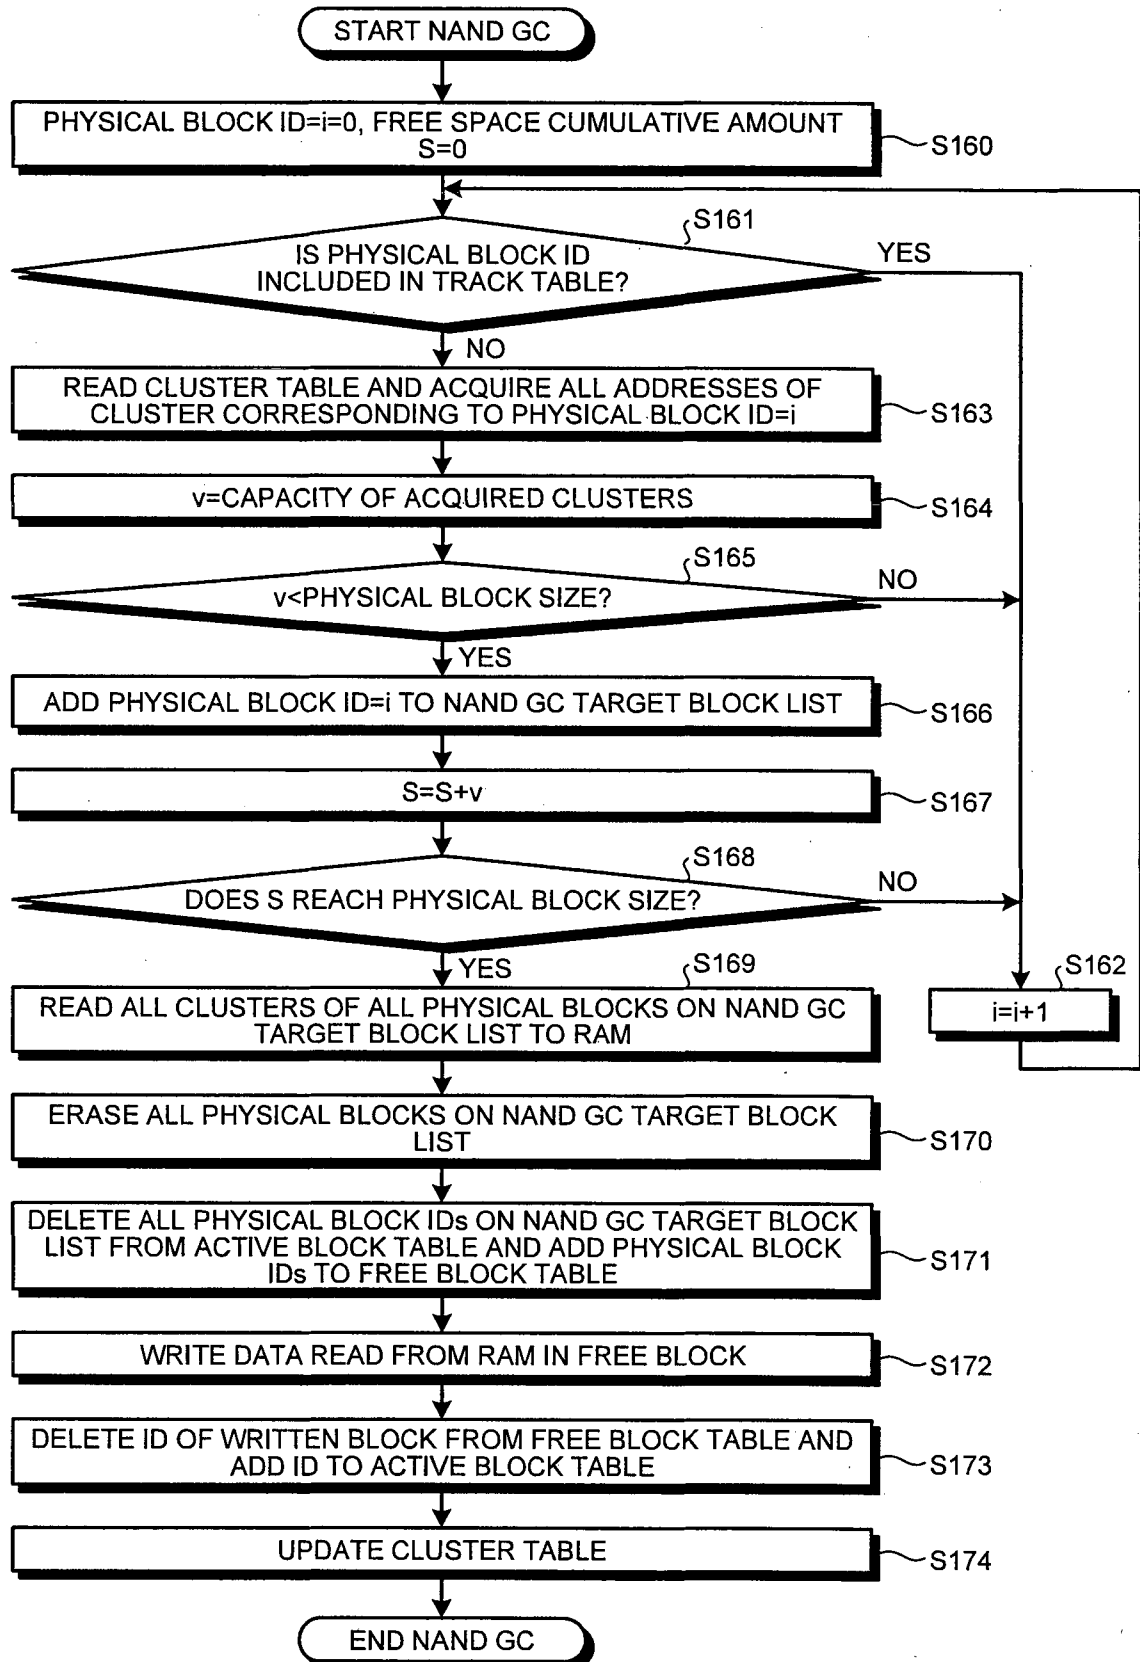 START NAND GC
PHYSICAL BLOCK ID=i=0, FREE SPACE CUMULATIVE AMOUNT
S=0
S160
S161
IS PHYSICAL BLOCK ID
INCLUDED IN TRACK TABLE?
YES
NO
READ CLUSTER TABLE AND ACQUIRE ALL ADDRESSES OF
CLUSTER CORRESPONDING TO PHYSICAL BLOCK ID=i
S163
v=CAPACITY OF ACQUIRED CLUSTERS
S164
S165
v<PHYSICAL BLOCK SIZE?
NO
YES
ADD PHYSICAL BLOCK ID=i TO NAND GC TARGET BLOCK LIST
S166
S=S+v
S167
S168
DOES S REACH PHYSICAL BLOCK SIZE?
NO
YES
S169
READ ALL CLUSTERS OF ALL PHYSICAL BLOCKS ON NAND GC
TARGET BLOCK LIST TO RAM
S162
i=i+1
ERASE ALL PHYSICAL BLOCKS ON NAND GC TARGET BLOCK
LIST
S170
DELETE ALL PHYSICAL BLOCK IDs ON NAND GC TARGET BLOCK
LIST FROM ACTIVE BLOCK TABLE AND ADD PHYSICAL BLOCK
IDs TO FREE BLOCK TABLE
S171
WRITE DATA READ FROM RAM IN FREE BLOCK
S172
DELETE ID OF WRITTEN BLOCK FROM FREE BLOCK TABLE AND
ADD ID TO ACTIVE BLOCK TABLE
S173
UPDATE CLUSTER TABLE
S174
END NAND GC